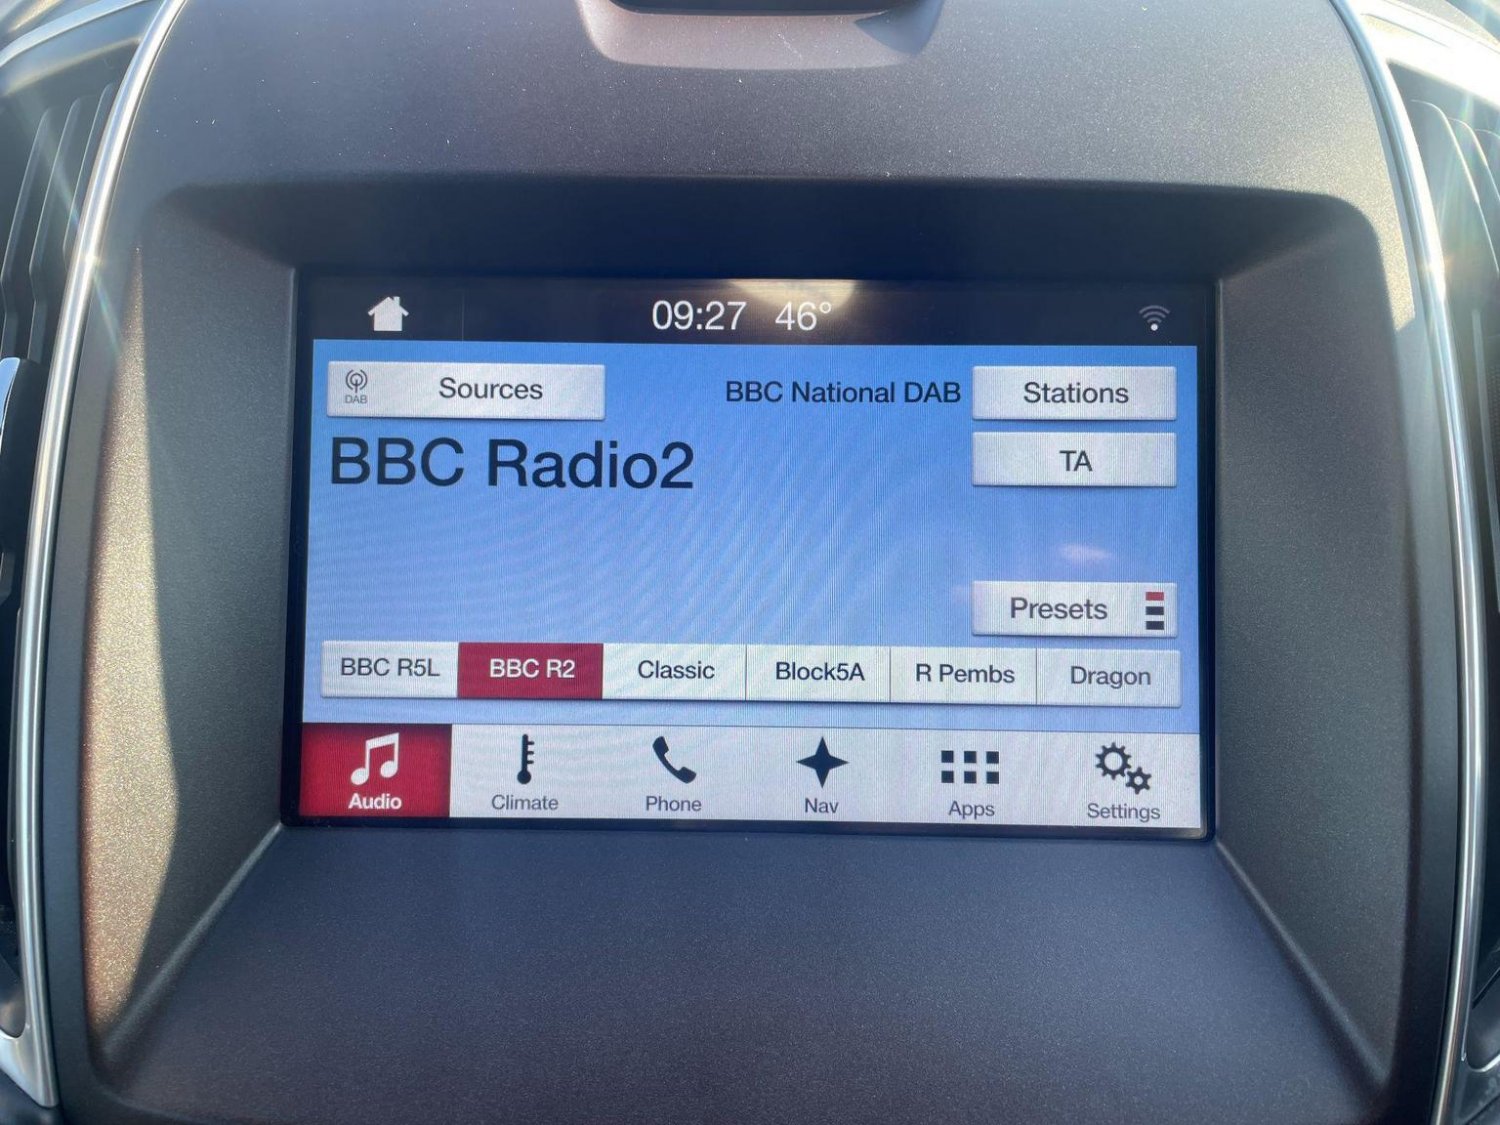 09:27 46°
DAB
Sources
BBC National DAB
Stations
BBC Radio2
TA
Presets
BBC R5L
BBC R2
Classic
Block5A
R Pembs
Dragon
Audio
Climate
Phone
Nav
Apps
Settings